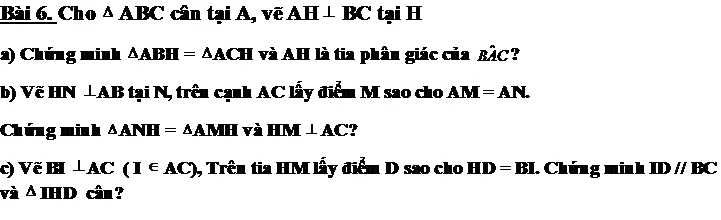 Bài 6. Cho Δ ABC cân tại A, vẽ AH ⊥ BC tại H
a) Chứng minh ΔABH = ΔACH và AH là tia phân giác của BÂC ?
b) Vẽ HN ⊥AB tại N, trên cạnh AC lấy điểm M sao cho AM = AN.
Chứng minh ΔANH = ΔAMH và HM ⊥ AC?
c) Vẽ BI ⊥AC ( I ∈ AC), Trên tia HM lấy điểm D sao cho HD = BI. Chứng minh ID // BC
và Δ IHD cân?